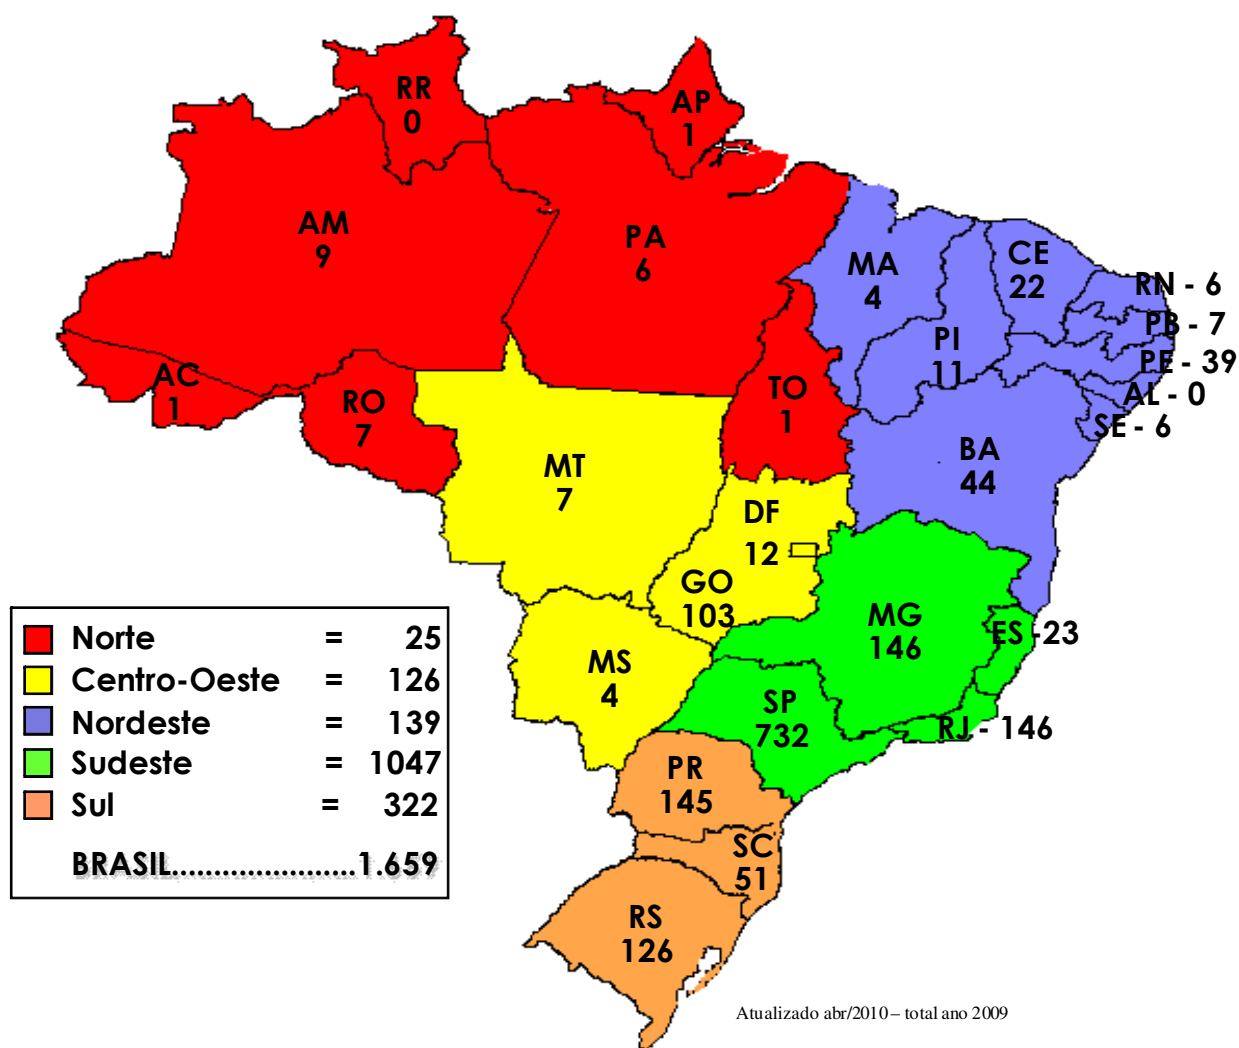 RR
0
AP
1
AM
9
PA
6
MA
4
CE
22
RN - 6
PB - 7
PI
11
PE - 39
AL - 0
SE - 6
AC
1
RO
7
TO
1
BA
44
MT
7
DF
12
GO
103
MG
146
ES -23
MS
4
SP
732
RJ - 146
PR
145
SC
51
RS
126
Norte = 25
Centro-Oeste = 126
Nordeste = 139
Sudeste = 1047
Sul = 322
BRASIL......................1.659
Atualizado abr/2010 – total ano 2009